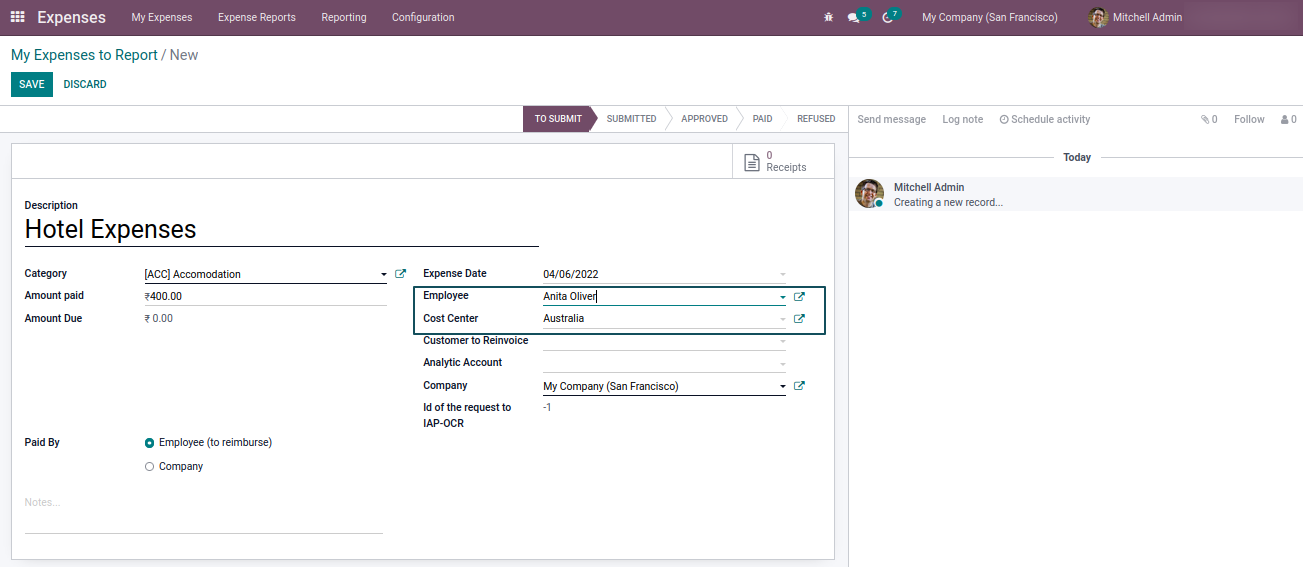 Expenses My Expenses Expense Reports Reporting Configuration 5 7 My Company (San Francisco) Mitchell Admin
My Expenses to Report / New
SAVE DISCARD
TO SUBMIT SUBMITTED APPROVED PAID REFUSED
Send message Log note Schedule activity 0 Follow 0
0
Receipts
Today
Mitchell Admin
Creating a new record...
Description
Hotel Expenses
Category [ACC] Accomodation
Amount paid ₹400.00
Amount Due ₹ 0.00
Expense Date 04/06/2022
Employee Anita Oliver
Cost Center Australia
Customer to Reinvoice
Analytic Account
Company My Company (San Francisco)
Id of the request to -1
IAP-OCR
Paid By Employee (to reimburse)
Company
Notes...